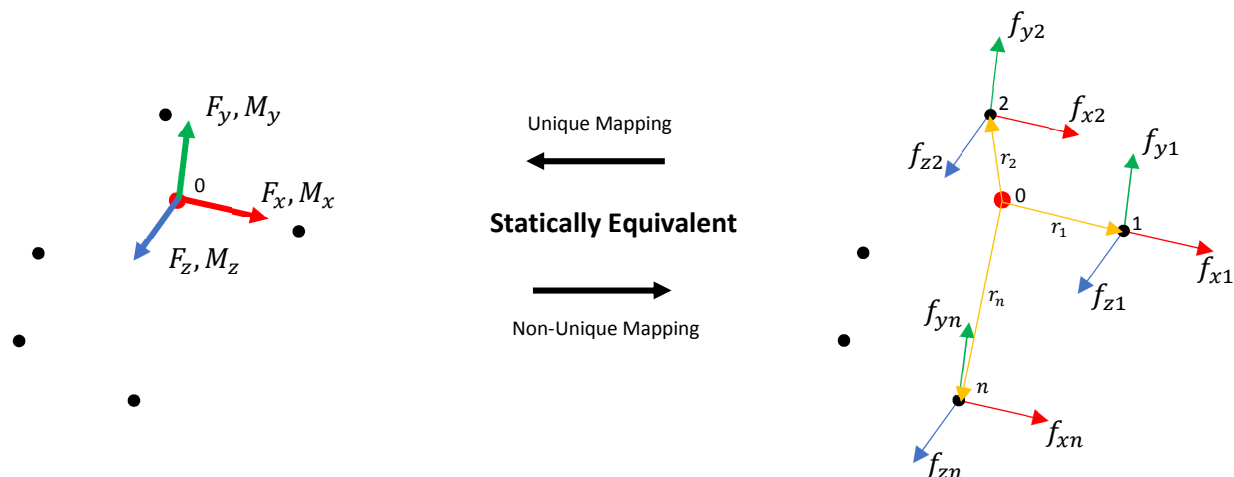 F_y, M_y
0
F_x, M_x
F_z, M_z
Unique Mapping
Statically Equivalent
Non-Unique Mapping
f_{y2}
2
f_{x2}
f_{z2}
r_2
f_{y1}
0
1
r_1
f_{x1}
f_{z1}
r_n
f_{yn}
n
f_{xn}
f_{zn}